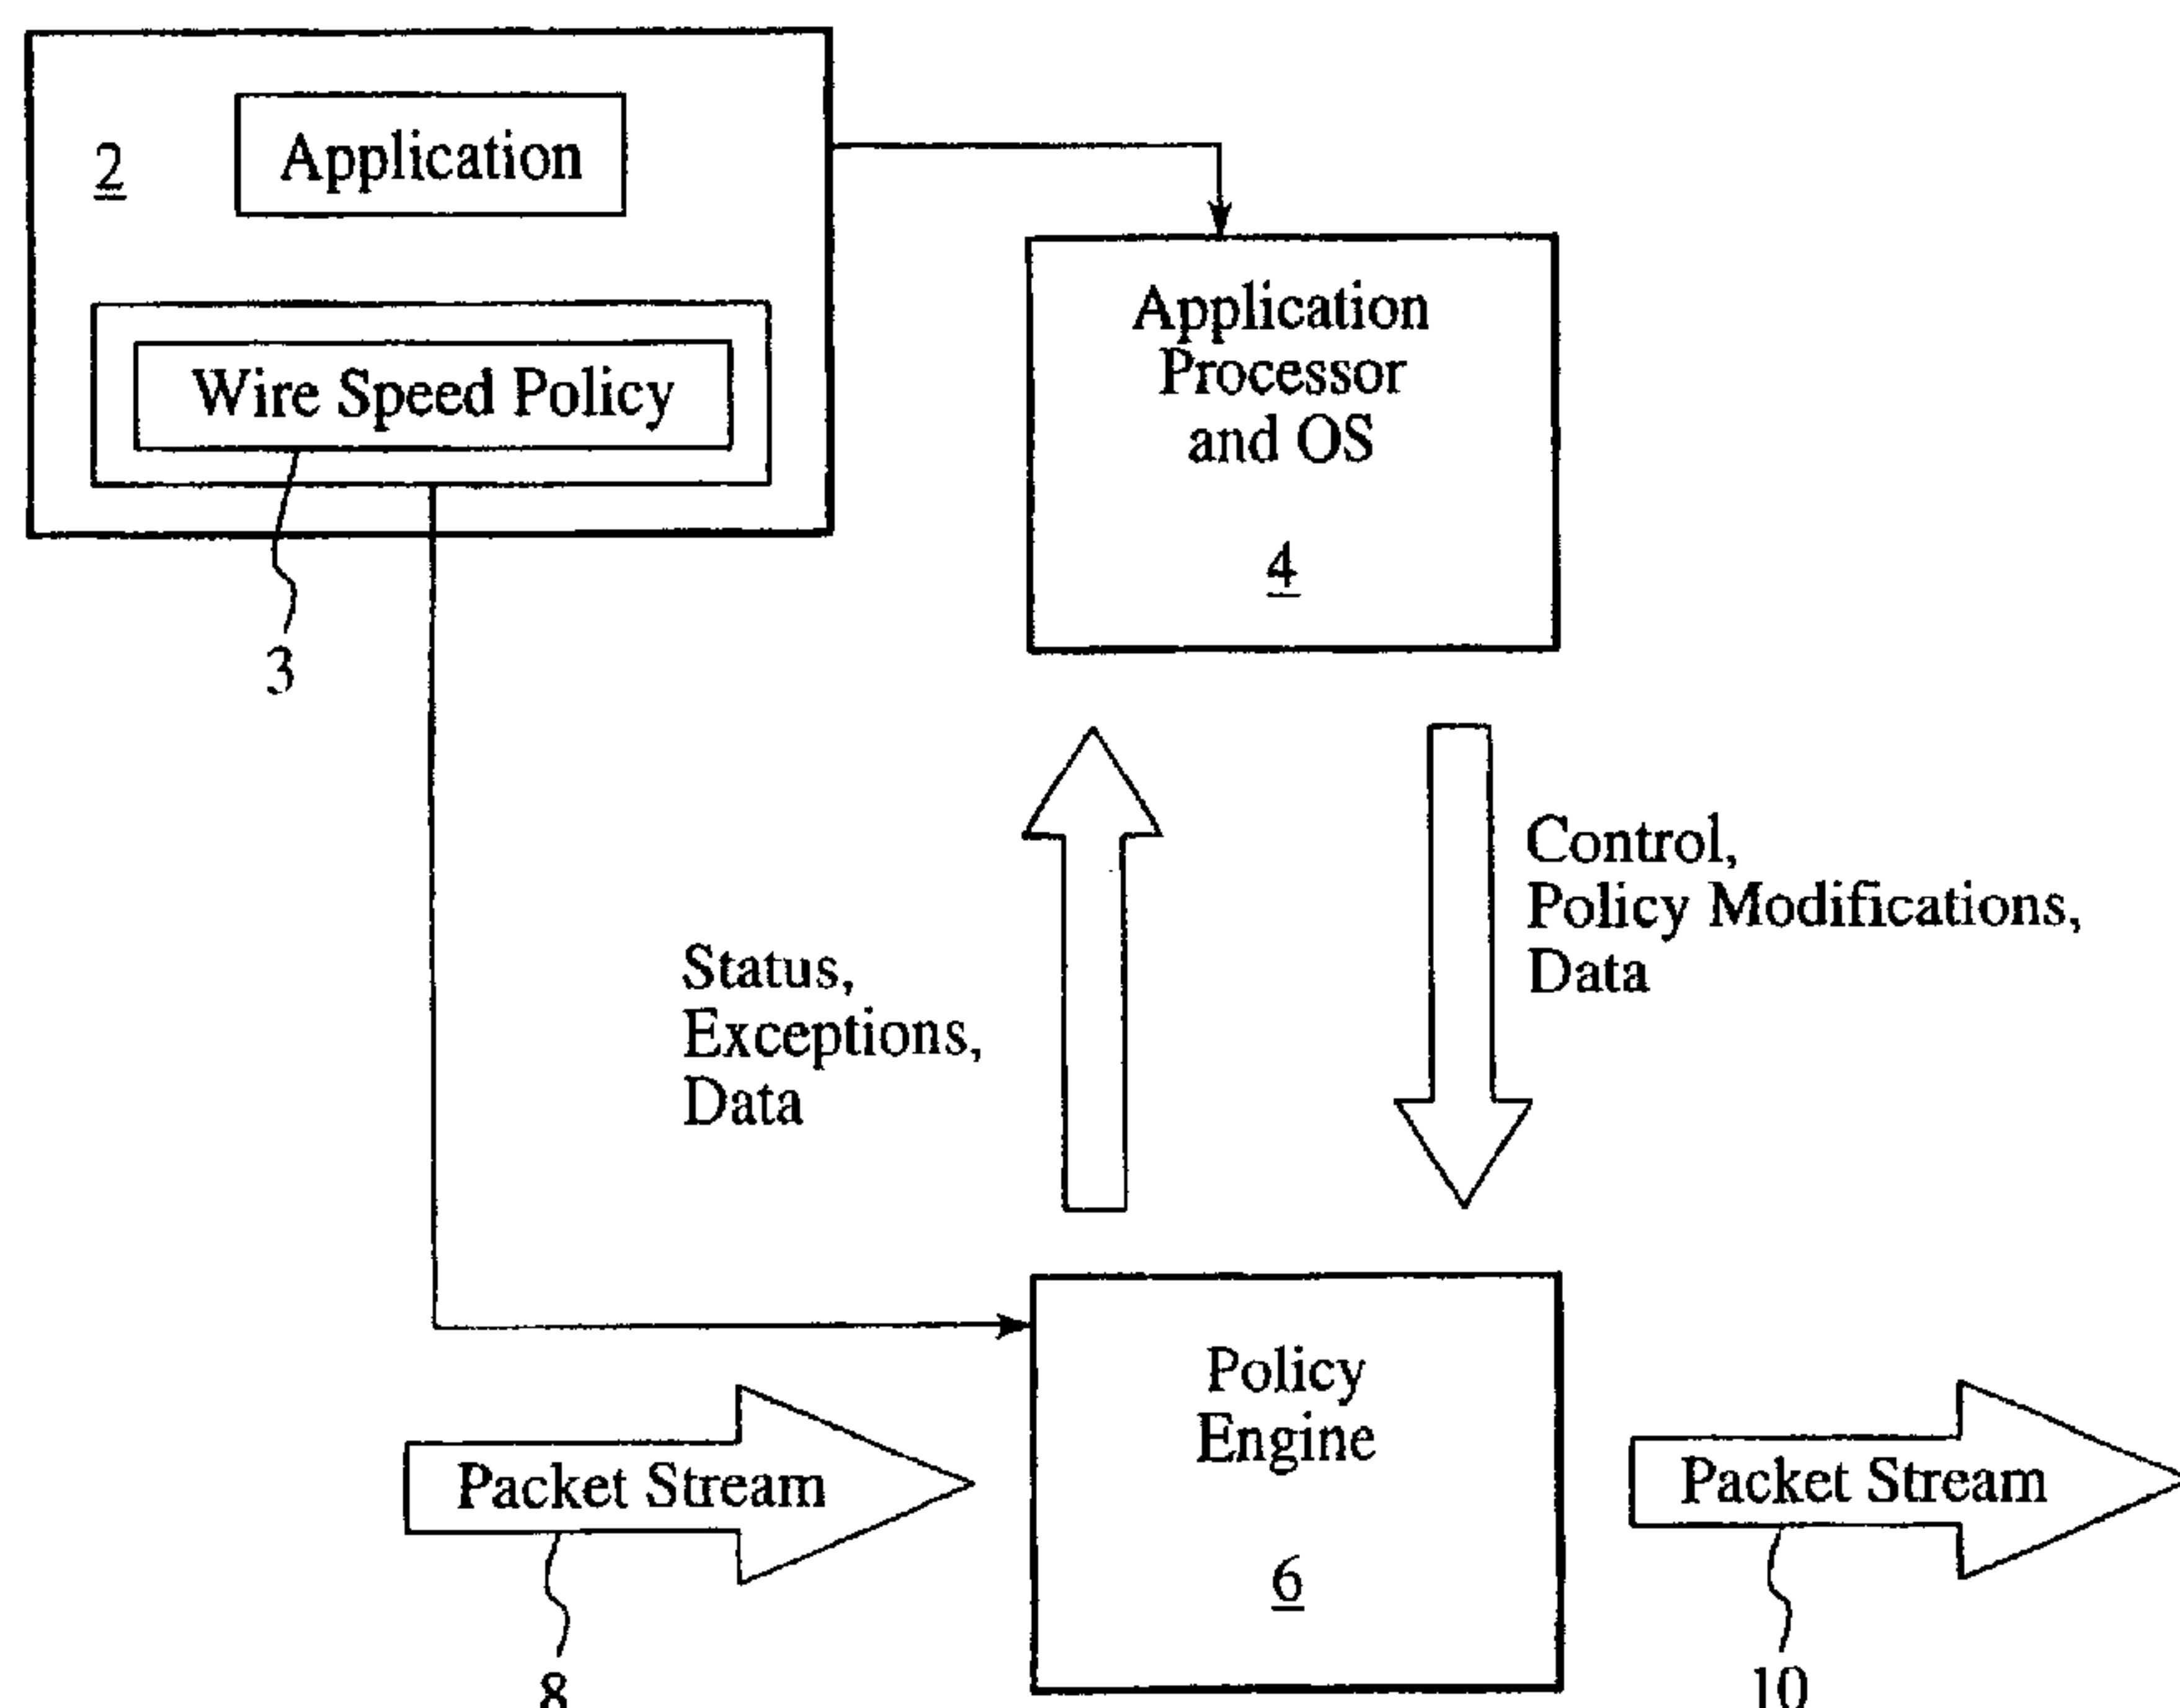 2
Application
Wire Speed Policy
3
Application
Processor
and OS
4
Status,
Exceptions,
Data
Control,
Policy Modifications,
Data
Policy
Engine
6
Packet Stream
8
Packet Stream
10